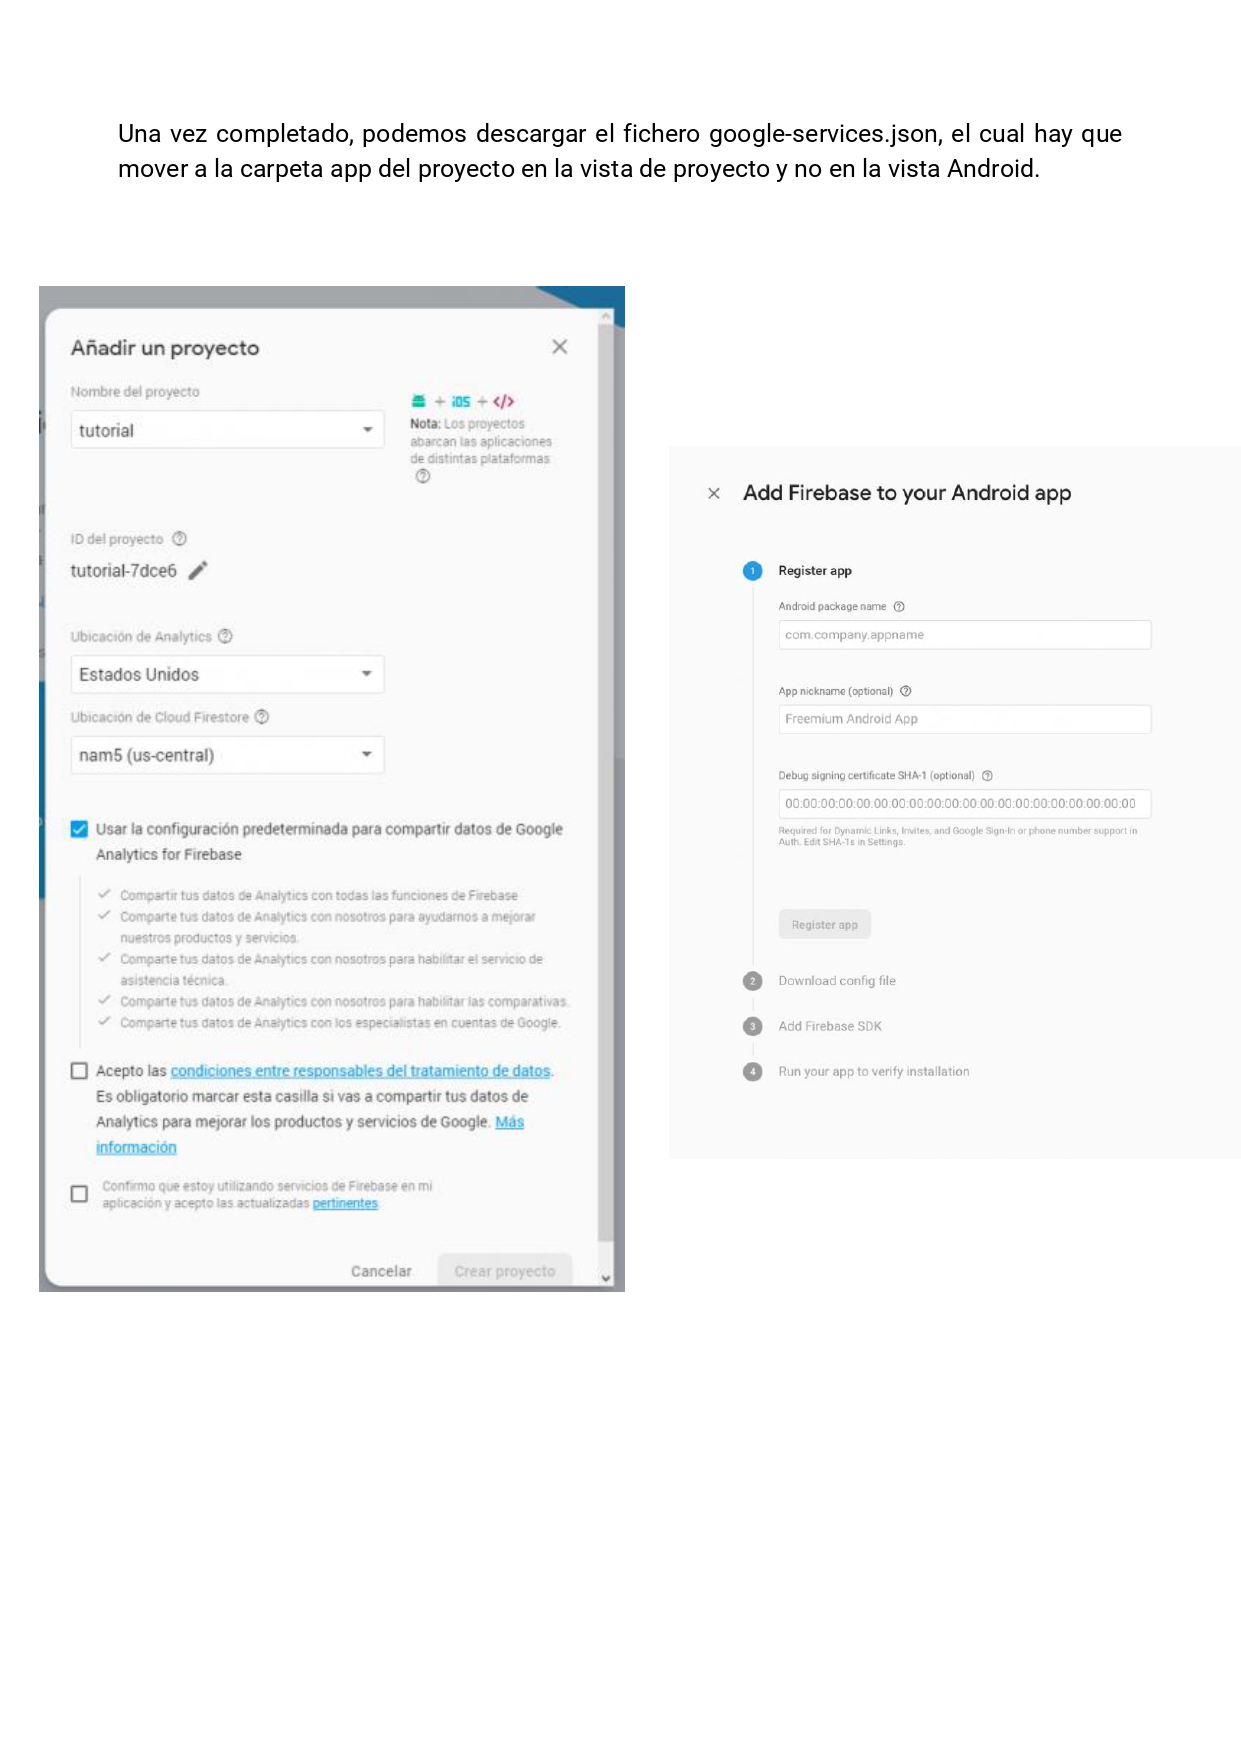 Una vez completado, podemos descargar el fichero google-services.json, el cual hay que
mover a la carpeta app del proyecto en la vista de proyecto y no en la vista Android.
Añadir un proyecto
Nombre del proyecto
tutorial
+ iOS + </>
Nota: Los proyectos
abarcan las aplicaciones
de distintas plataformas
ID del proyecto
tutorial-7dce6
Ubicación de Analytics
Estados Unidos
Ubicación de Cloud Firestore
nam5 (us-central)
Usar la configuración predeterminada para compartir datos de Google
Analytics for Firebase
Compartir tus datos de Analytics con todas las funciones de Firebase
Comparte tus datos de Analytics con nosotros para ayudarnos a mejorar
nuestros productos y servicios.
Comparte tus datos de Analytics con nosotros para habilitar el servicio de
asistencia técnica.
Comparte tus datos de Analytics con nosotros para habilitar las comparativas.
Comparte tus datos de Analytics con los especialistas en cuentas de Google.
Acepto las condiciones entre responsables del tratamiento de datos.
Es obligatorio marcar esta casilla si vas a compartir tus datos de
Analytics para mejorar los productos y servicios de Google. Más
información
Confirmo que estoy utilizando servicios de Firebase en mi
aplicación y acepto las actualizadas pertinentes
Cancelar
Crear proyecto
Add Firebase to your Android app
1 Register app
Android package name
com.company.appname
App nickname (optional)
Freemium Android App
Debug signing certificate SHA-1 (optional)
00:00:00:00:00:00:00:00:00:00:00:00:00:00:00:00:00:00:00:00
Required for Dynamic Links, Invites, and Google Sign-In or phone number support in
Auth. Edit SHA-1s in Settings.
Register app
2 Download config file
3 Add Firebase SDK
4 Run your app to verify installation